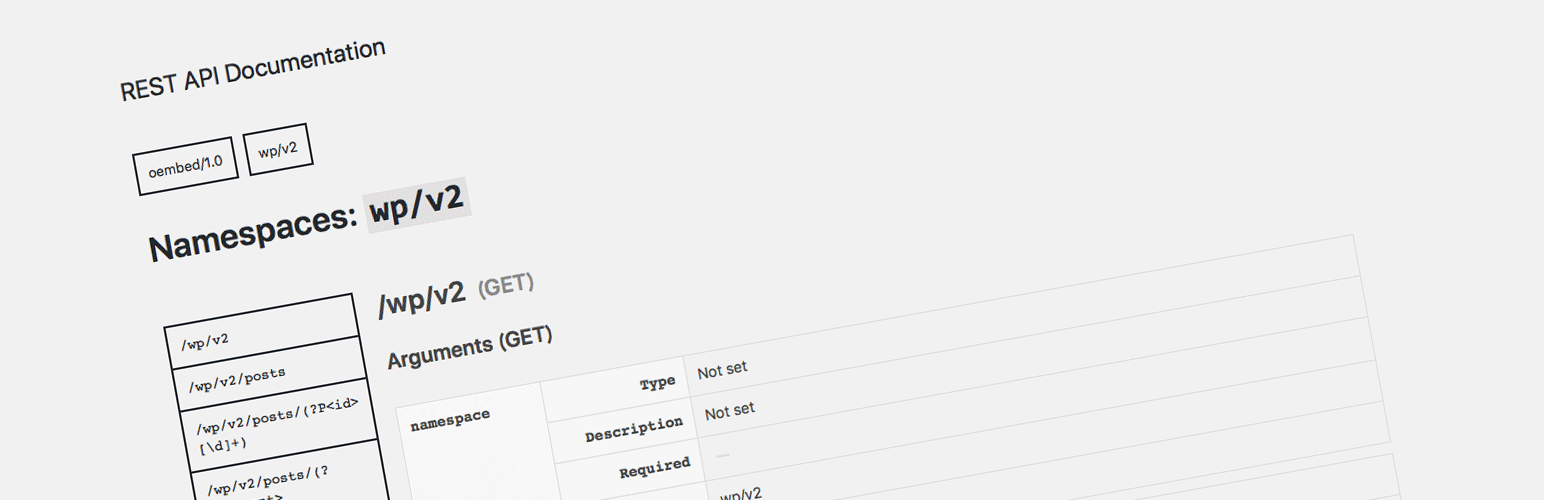 REST API Documentation
oembed/1.0
wp/v2
Namespaces: wp/v2
/wp/v2
/wp/v2/posts
/wp/v2/posts/(?P<id>
[\d]+)
/wp/v2/posts/(?
/wp/v2 (GET)
Arguments (GET)
namespace
Type
Not set
Description
Not set
Required
—
wp/v2